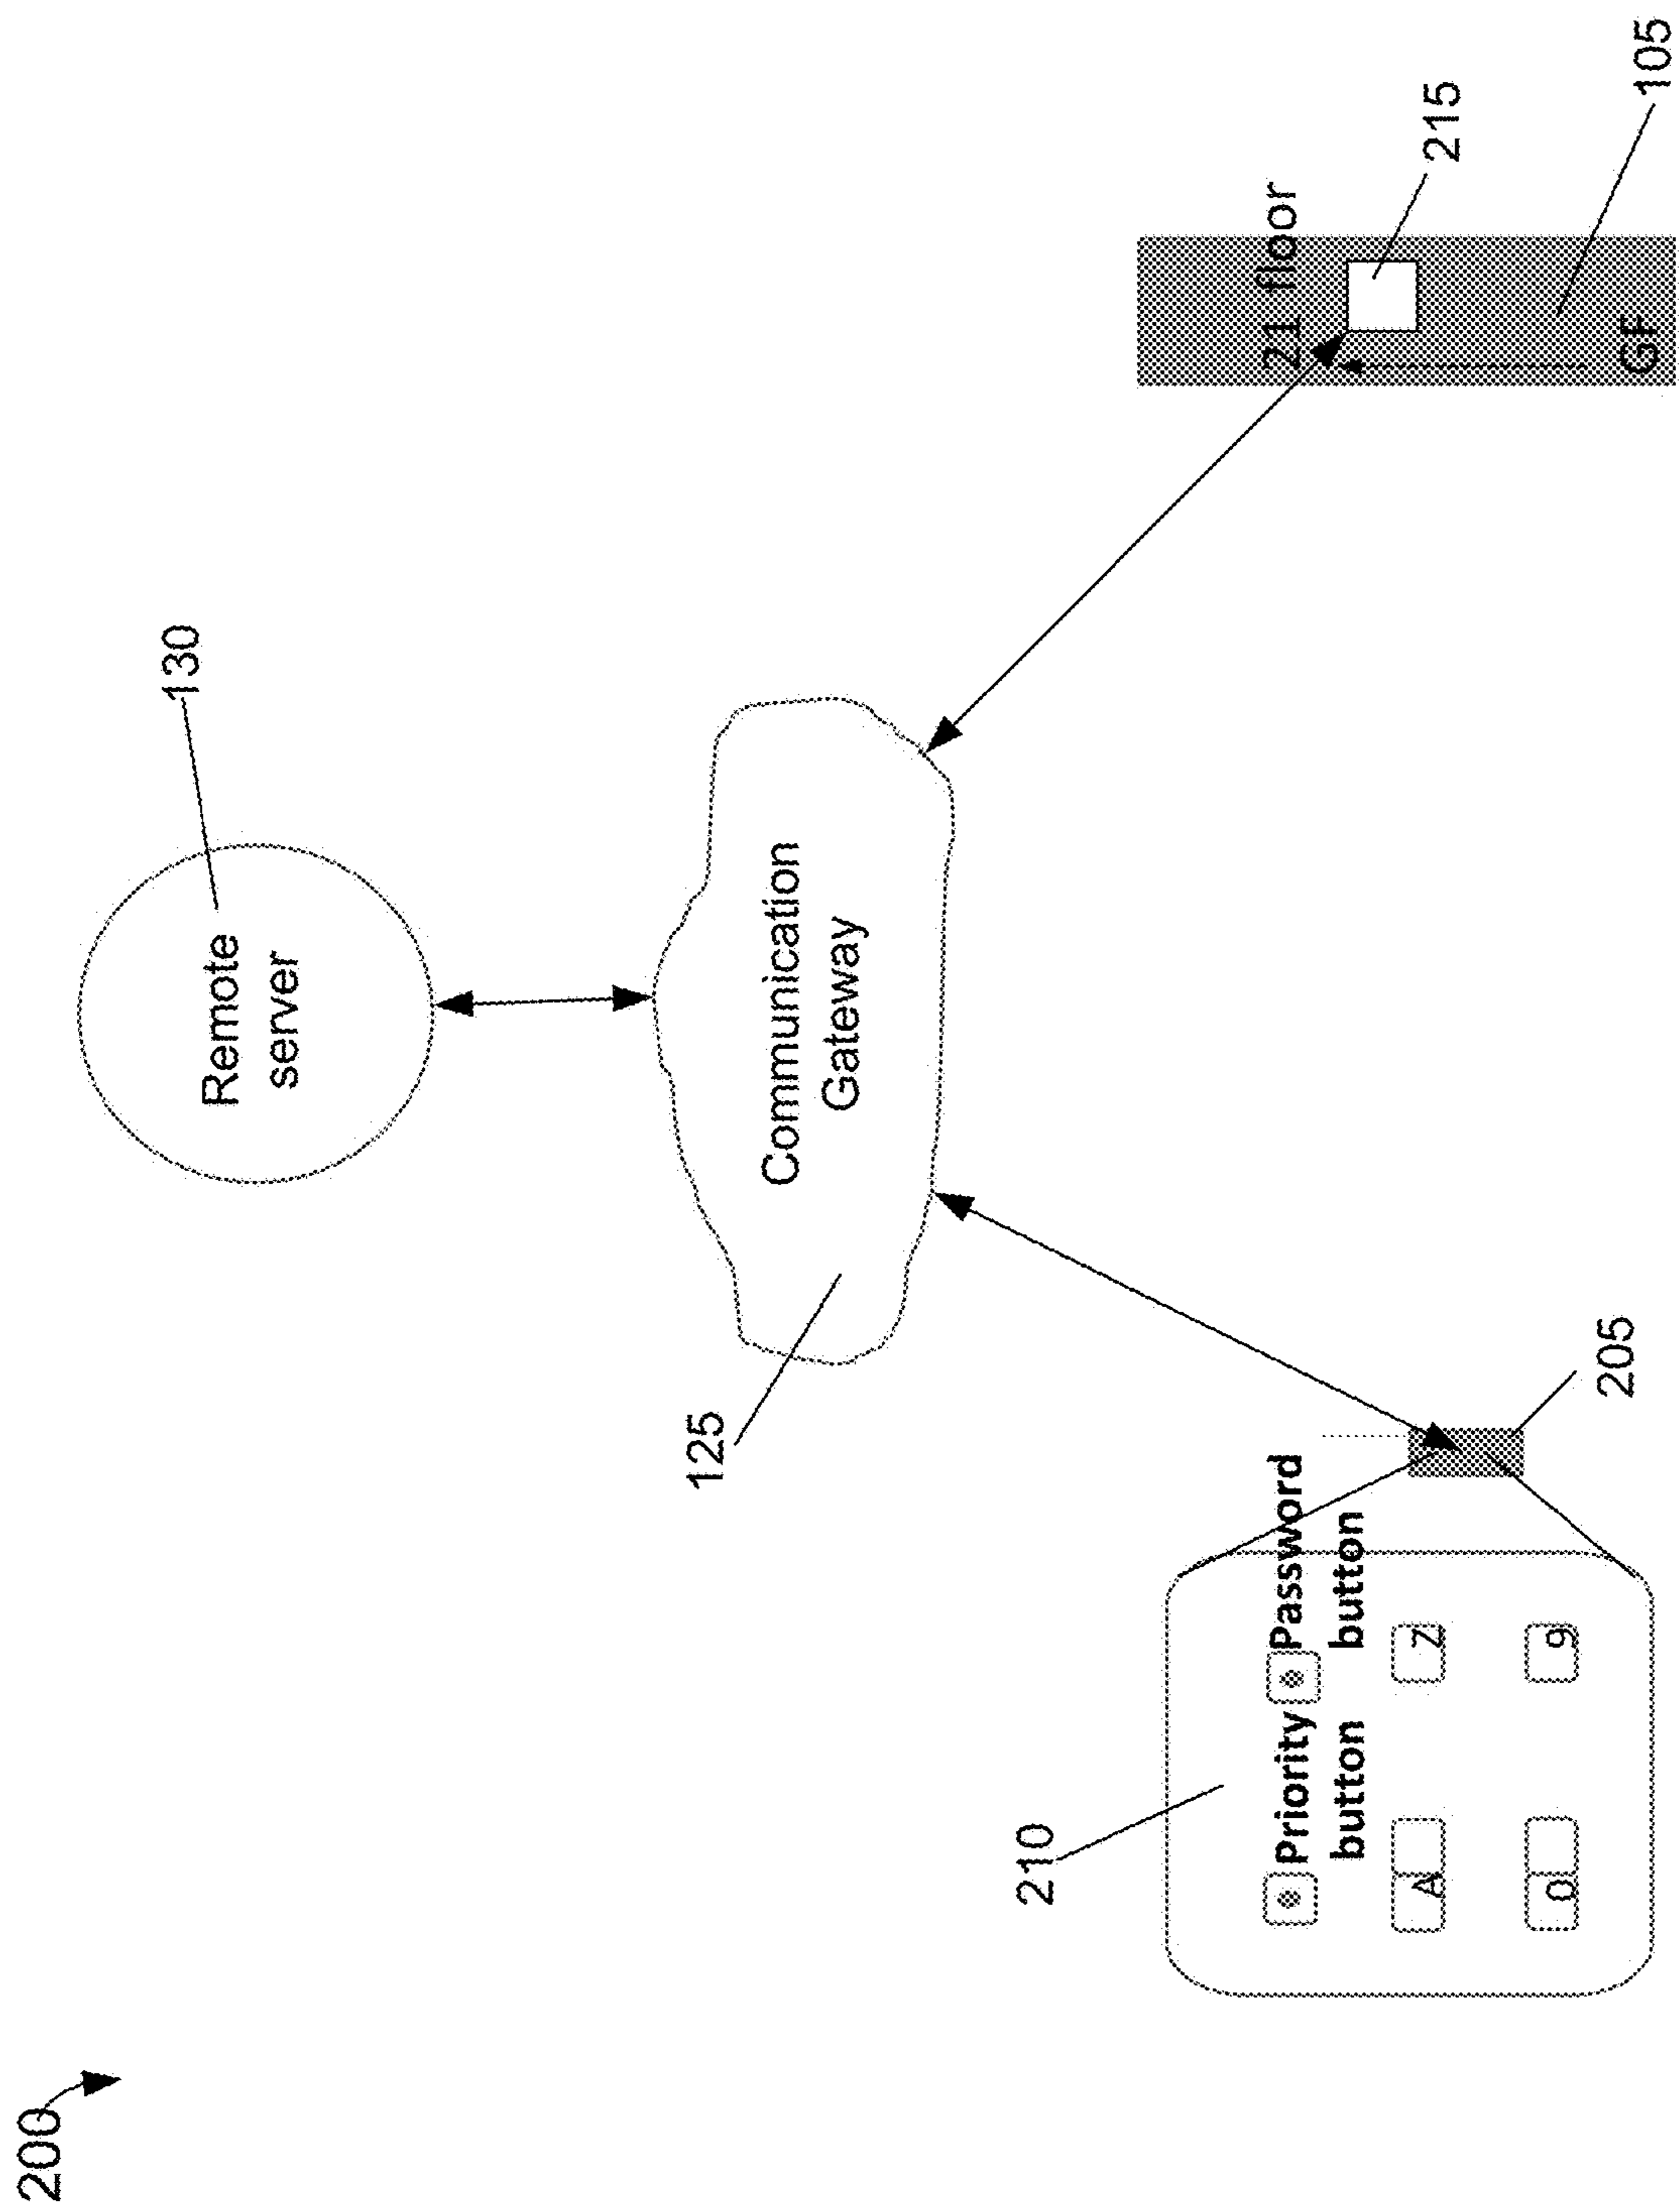 200
130
Remote
server
125
Communication
Gateway
210
Priority
button
Password
button
A
Z
0
9
205
21 floor
215
GF
105